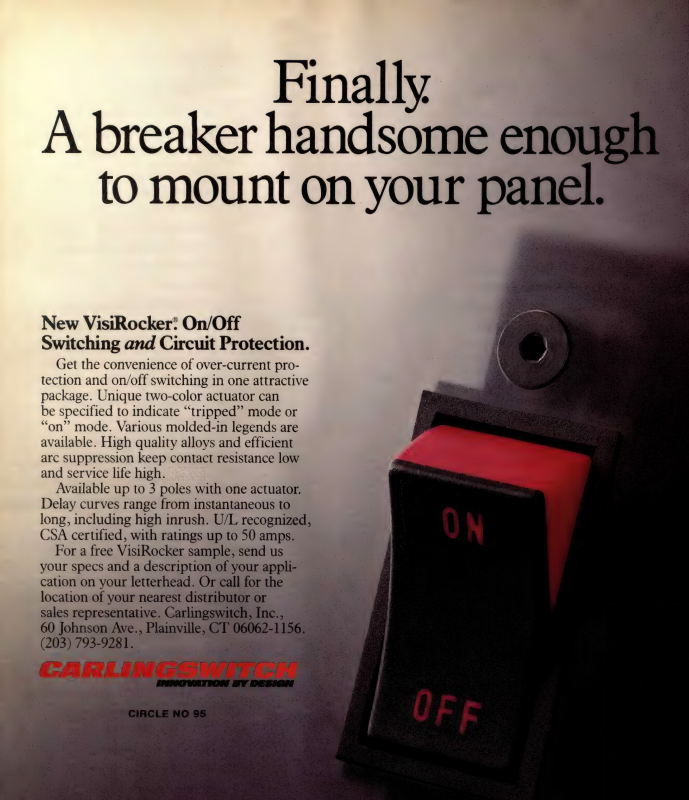 Finally.
A breaker handsome enough
to mount on your panel.
New VisiRocker® On/Off
Switching and Circuit Protection.
Get the convenience of over-current pro-
tection and on/off switching in one attractive
package. Unique two-color actuator can
be specified to indicate “tripped” mode or
“on” mode. Various molded-in legends are
available. High quality alloys and efficient
arc suppression keep contact resistance low
and service life high.
Available up to 3 poles with one actuator.
Delay curves range from instantaneous to
long, including high inrush. U/L recognized,
CSA certified, with ratings up to 50 amps.
For a free VisiRocker sample, send us
your specs and a description of your appli-
cation on your letterhead. Or call for the
location of your nearest distributor or
sales representative. Carlingswitch, Inc.,
60 Johnson Ave., Plainville, CT 06062-1156.
(203) 793-9281.
CARLINGSWITCH
INNOVATION BY DESIGN
CIRCLE NO 95
ON
OFF